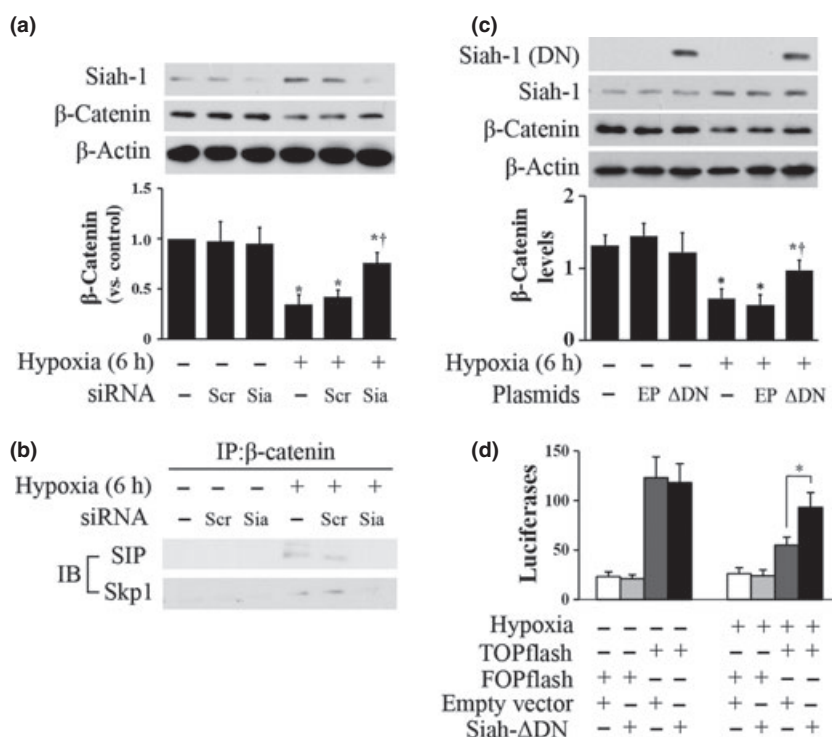 (a)
Siah-1
β-Catenin
β-Actin
β-Catenin
(vs. control)
1.5
1.0
0.5
0
* * *†
Hypoxia (6 h) – – – + + +
siRNA – Scr Sia – Scr Sia
(b)
IP:β-catenin
Hypoxia (6 h) – – – + + +
siRNA – Scr Sia – Scr Sia
IB
SIP
Skp1
(c)
Siah-1 (DN)
Siah-1
β-Catenin
β-Actin
β-Catenin
levels
2
1
0
* * *†
Hypoxia (6 h) – – – + + +
Plasmids – EP ΔDN – EP ΔDN
(d)
Luciferases
150
100
50
0
*
Hypoxia – – – – + + + +
TOPflash – – + + – – + +
FOPflash + + – – + + – –
Empty vector + – + – + – + –
Siah-ΔDN – + – + – + – +